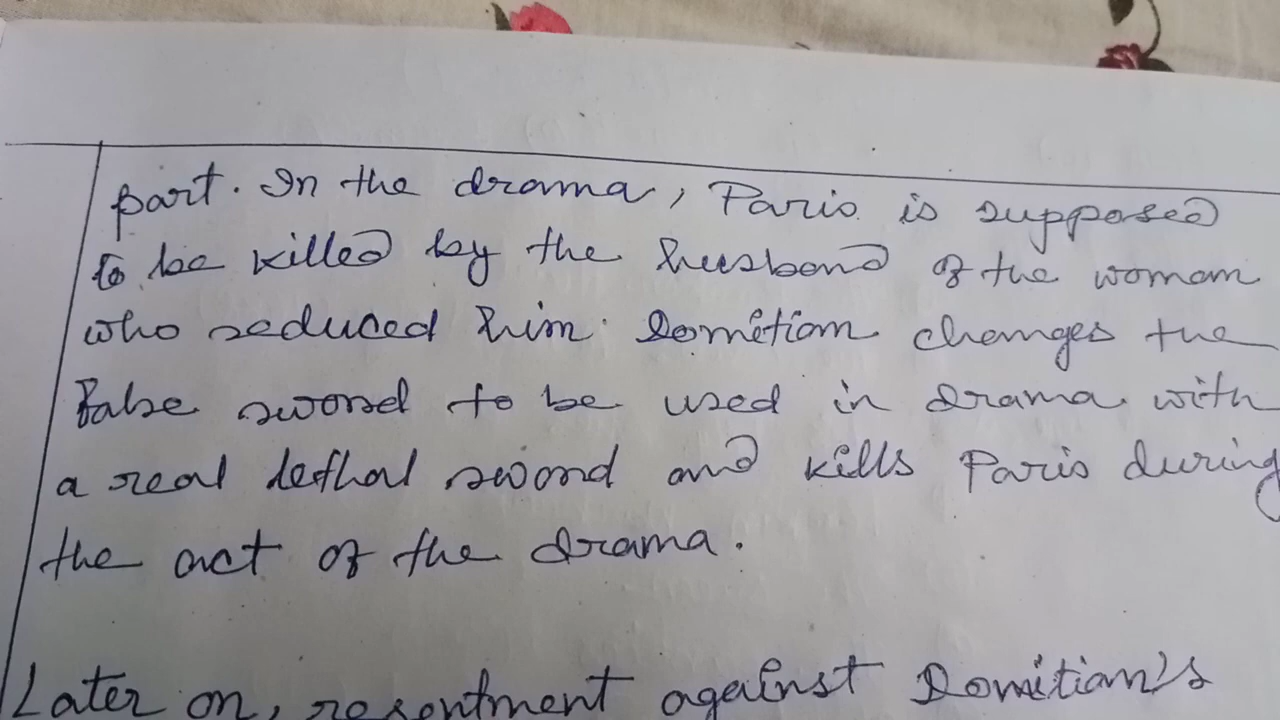 part. In the drama, Paris is supposed
to be killed by the husband of the woman
who seduced him. Domitian changes the
false sword to be used in drama with
a real lethal sword and kills Paris during
the act of the drama.
Later on, resentment against Domitian's